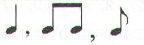 ♩, ♫, ♪